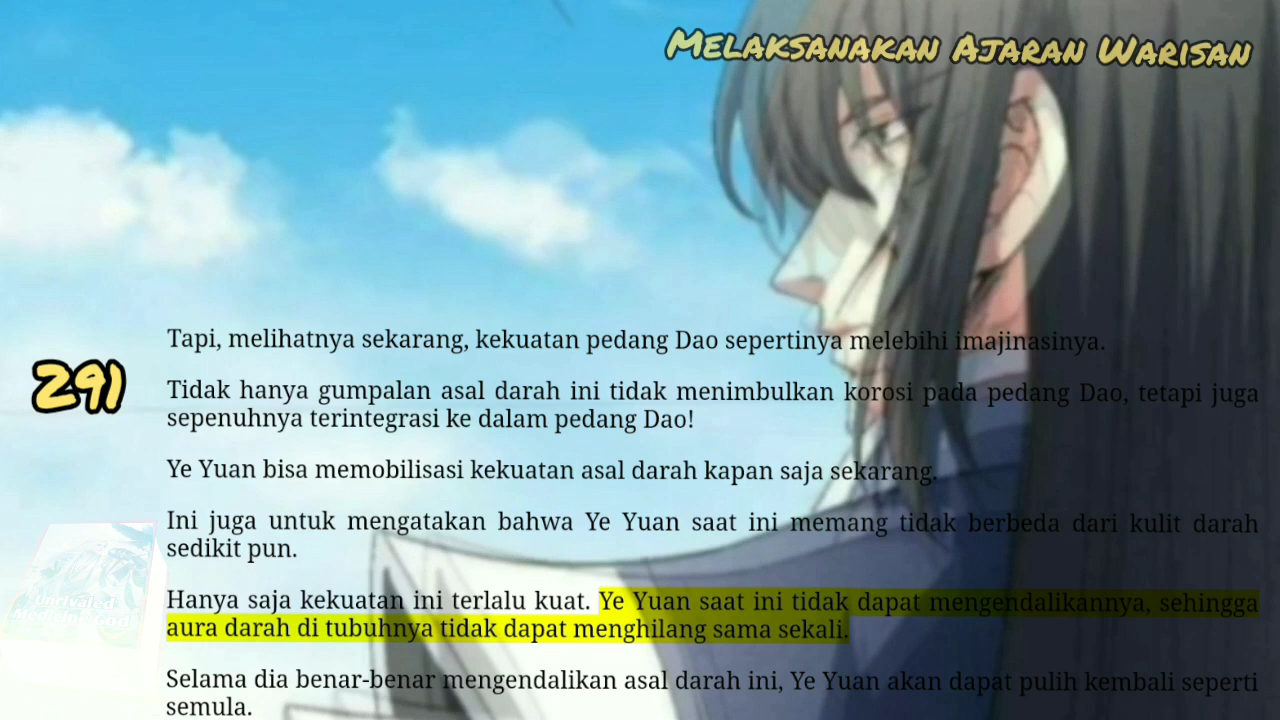 Melaksanakan Ajaran Warisan
Tapi, melihatnya sekarang, kekuatan pedang Dao sepertinya melebihi imajinasinya.
291
Tidak hanya gumpalan asal darah ini tidak menimbulkan korosi pada pedang Dao, tetapi juga
sepenuhnya terintegrasi ke dalam pedang Dao!
Ye Yuan bisa memobilisasi kekuatan asal darah kapan saja sekarang.
Ini juga untuk mengatakan bahwa Ye Yuan saat ini memang tidak berbeda dari kulit darah
sedikit pun.
Hanya saja kekuatan ini terlalu kuat. Ye Yuan saat ini tidak dapat mengendalikannya, sehingga
aura darah di tubuhnya tidak dapat menghilang sama sekali.
Unrivaled
Medicine God
Selama dia benar-benar mengendalikan asal darah ini, Ye Yuan akan dapat pulih kembali seperti
semula.